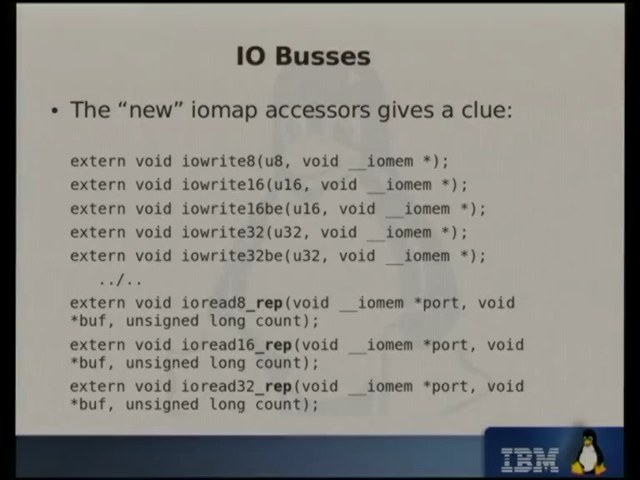 IO Busses
• The “new” iomap accessors gives a clue:
extern void iowrite8(u8, void __iomem *);
extern void iowrite16(u16, void __iomem *);
extern void iowrite16be(u16, void __iomem *);
extern void iowrite32(u32, void __iomem *);
extern void iowrite32be(u32, void __iomem *);
../..
extern void ioread8_rep(void __iomem *port, void
*buf, unsigned long count);
extern void ioread16_rep(void __iomem *port, void
*buf, unsigned long count);
extern void ioread32_rep(void __iomem *port, void
*buf, unsigned long count);
IBM